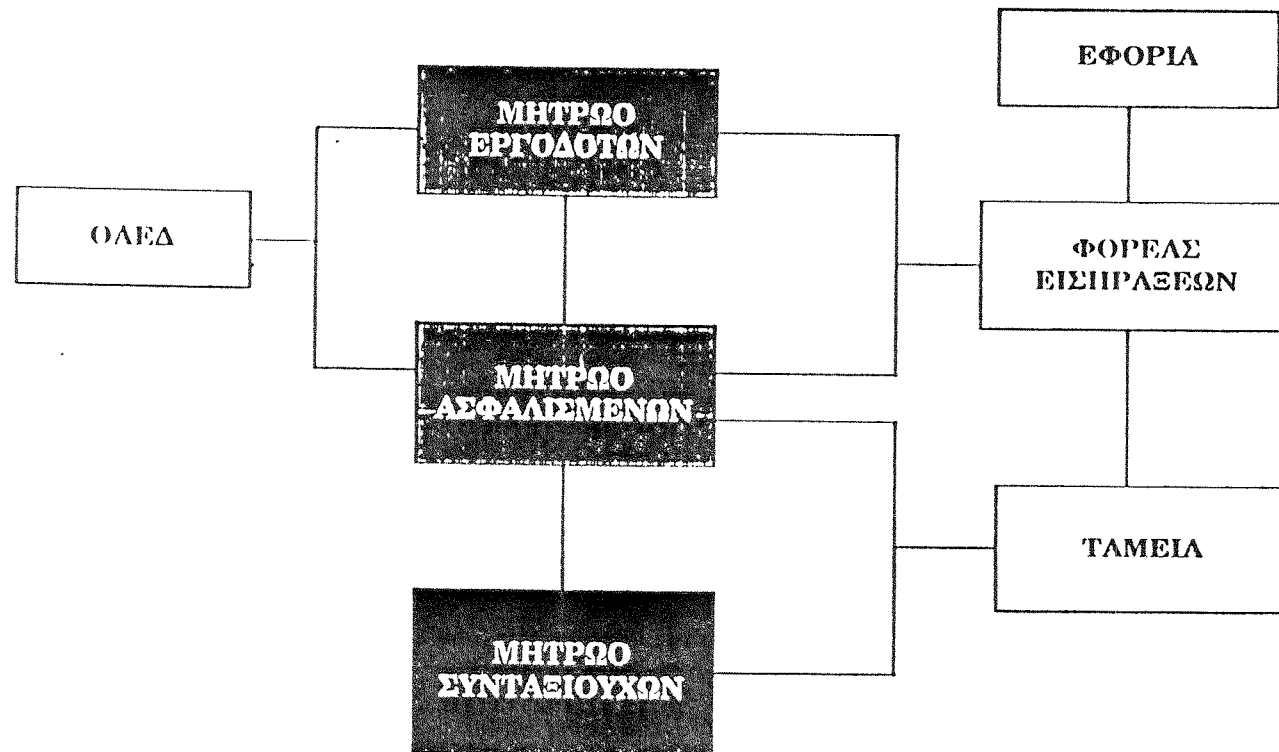 ΕΦΟΡΙΑ
ΜΗΤΡΩΟ
ΕΡΓΟΔΟΤΩΝ
ΟΑΕΔ
ΦΟΡΕΑΣ
ΕΙΣΠΡΑΞΕΩΝ
ΜΗΤΡΩΟ
ΑΣΦΑΛΙΣΜΕΝΩΝ
ΤΑΜΕΙΑ
ΜΗΤΡΩΟ
ΣΥΝΤΑΞΙΟΥΧΩΝ